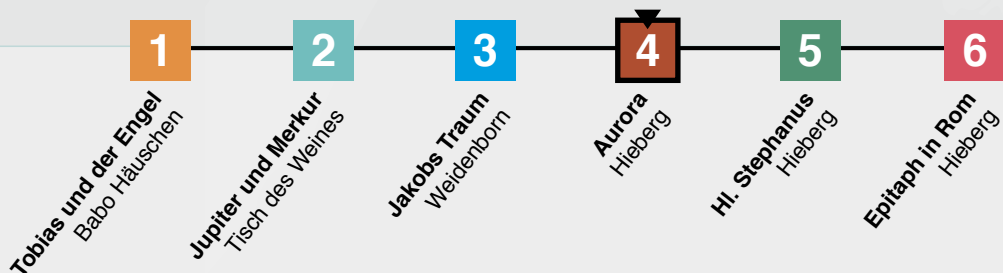 1
Tobias und der Engel
Babo Häuschen
2
Jupiter und Merkur
Tisch des Weines
3
Jakobs Traum
Weidenborn
4
Aurora
Hieberg
5
Hl. Stephanus
Hieberg
6
Epitaph in Rom
Hieberg